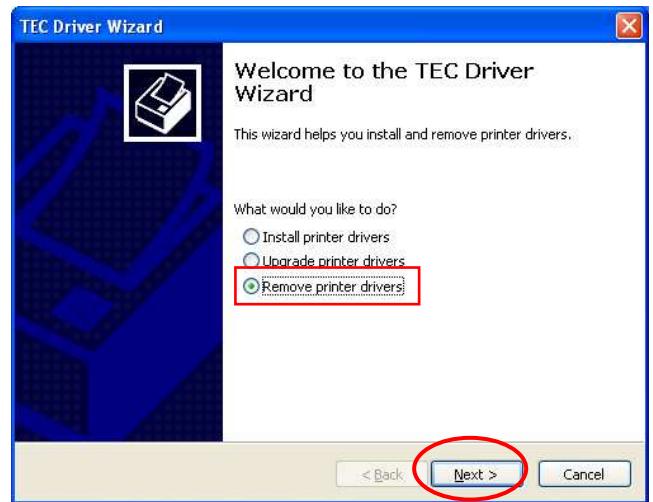 TEC Driver Wizard
Welcome to the TEC Driver
Wizard
This wizard helps you install and remove printer drivers.
What would you like to do?
Install printer drivers
Upgrade printer drivers
Remove printer drivers
< Back Next > Cancel